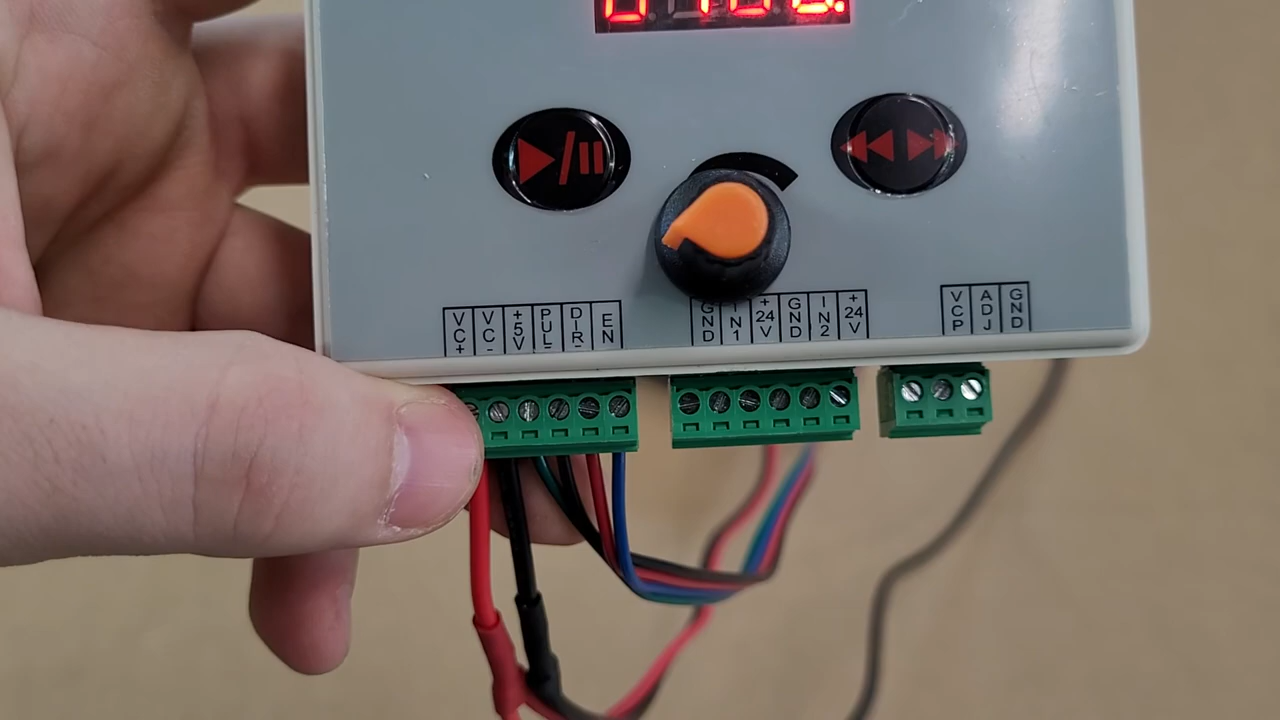 VC+ VC- +5V PUL- DIR- EN
GND IN1 +24V GND IN2 +24V
VCP ADJ GND